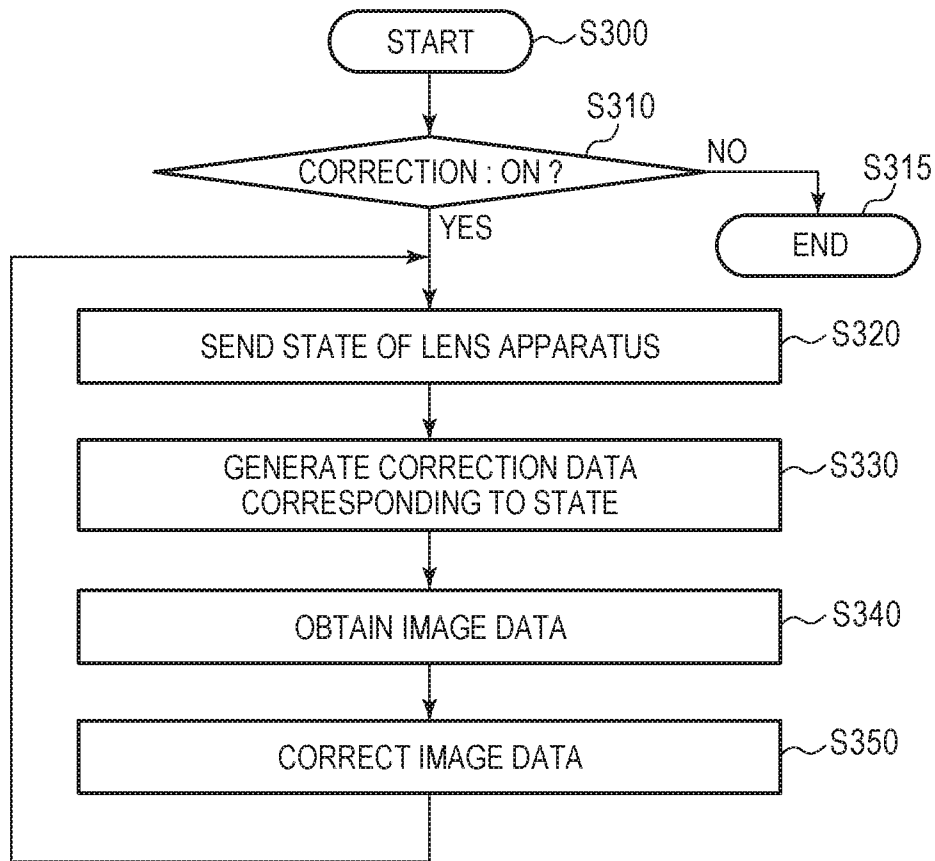 START
S300
S310
CORRECTION : ON ?
NO
S315
YES
END
SEND STATE OF LENS APPARATUS
S320
GENERATE CORRECTION DATA
CORRESPONDING TO STATE
S330
OBTAIN IMAGE DATA
S340
CORRECT IMAGE DATA
S350